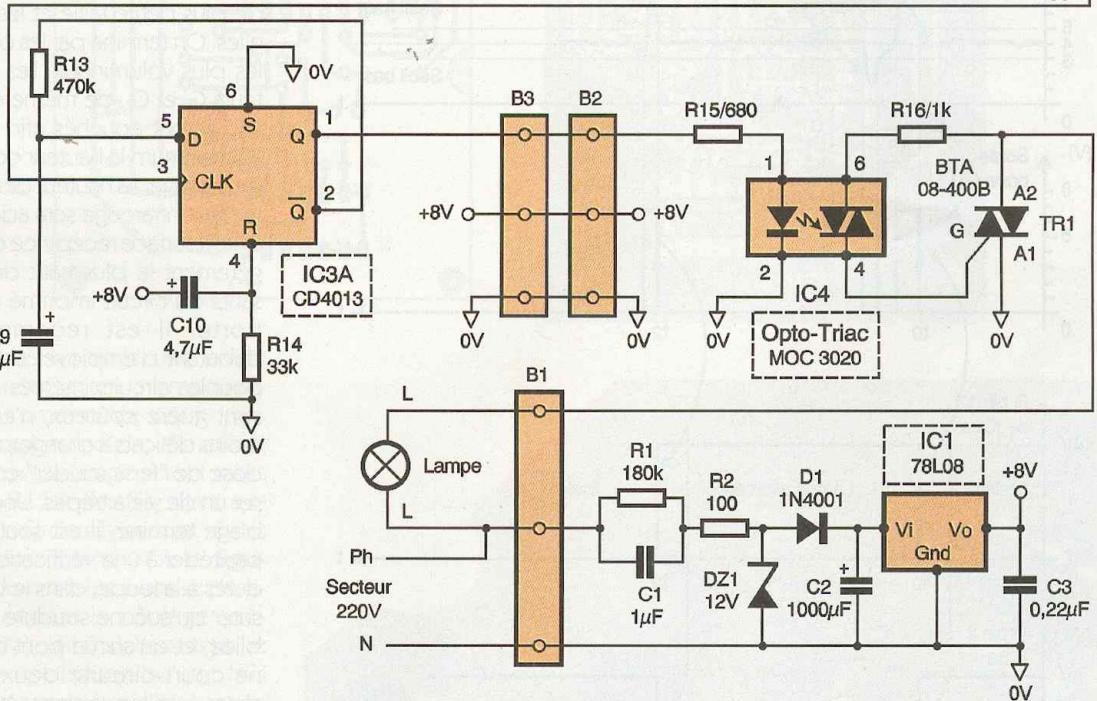 R13
470k
0V
6
S
5
D
Q
1
3
CLK
Q
2
R
4
IC3A
CD4013
+8V
+
C10
4,7µF
R14
33k
0V
+
9
µF
B3
B2
+8V
+8V
0V
0V
R15/680
1
6
R16/1k
BTA
08-400B
A2
G
TR1
A1
2
4
0V
IC4
0V
Opto-Triac
MOC 3020
B1
L
Lampe
L
Ph
Secteur
220V
N
R1
180k
C1
1µF
R2
100
DZ1
12V
D1
1N4001
+
C2
1000µF
IC1
78L08
Vi
Vo
Gnd
+8V
C3
0,22µF
0V